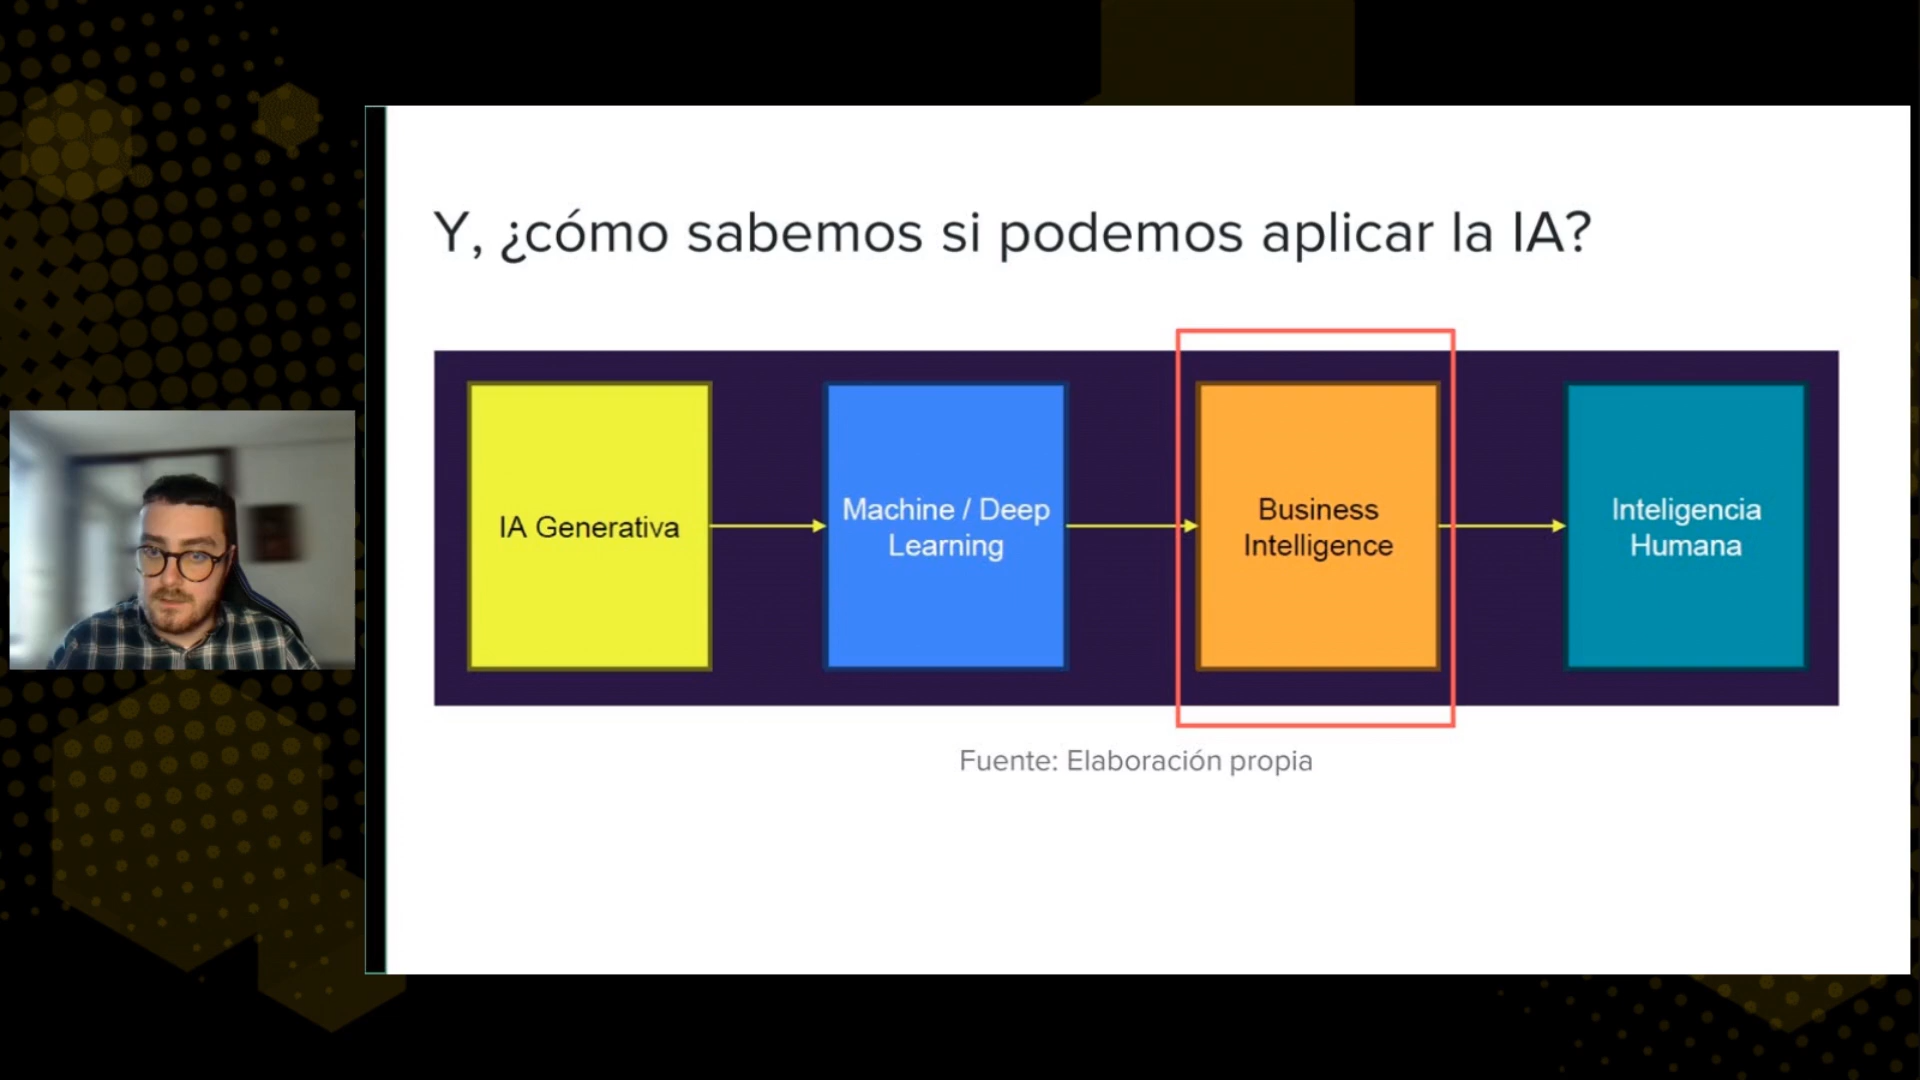 Y, ¿cómo sabemos si podemos aplicar la IA?
IA Generativa
Machine / Deep
Learning
Business
Intelligence
Inteligencia
Humana
Fuente: Elaboración propia